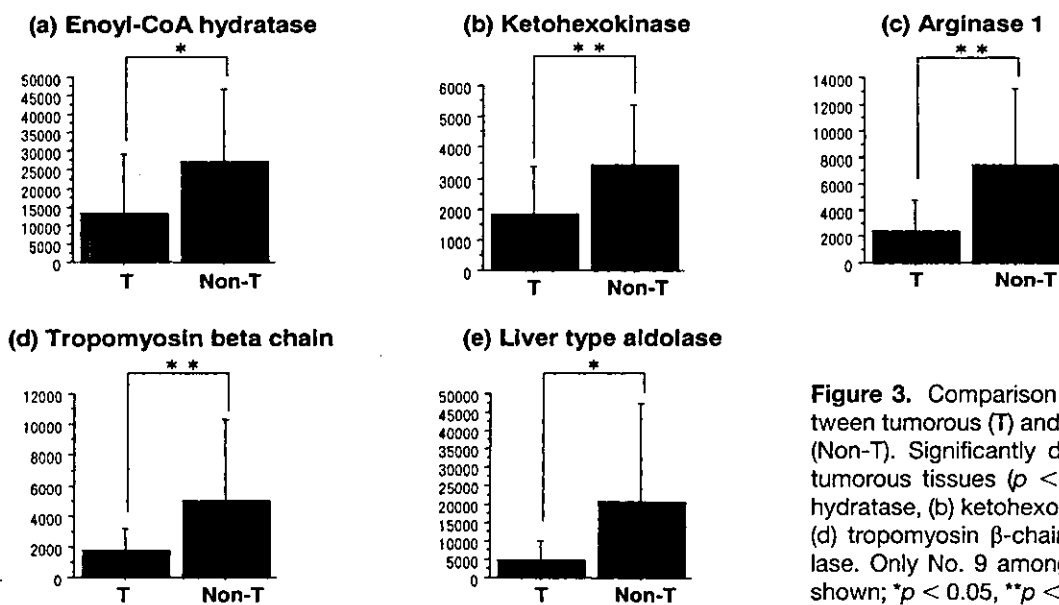 (a) Enoyl-CoA hydratase
*
50000
45000
40000
35000
30000
25000
20000
15000
10000
5000
0
T Non-T
(b) Ketohexokinase
* *
6000
5000
4000
3000
2000
1000
0
T Non-T
(c) Arginase 1
* *
14000
12000
10000
8000
6000
4000
2000
0
T Non-T
(d) Tropomyosin beta chain
* *
12000
10000
8000
6000
4000
2000
0
T Non-T
(e) Liver type aldolase
*
50000
45000
40000
35000
30000
25000
20000
15000
10000
5000
0
T Non-T
Figure 3. Comparison
tween tumorous (T) and
(Non-T). Significantly d
tumorous tissues (p <
hydratase, (b) ketohexo
(d) tropomyosin β-chain
lase. Only No. 9 among
shown; *p < 0.05, **p <